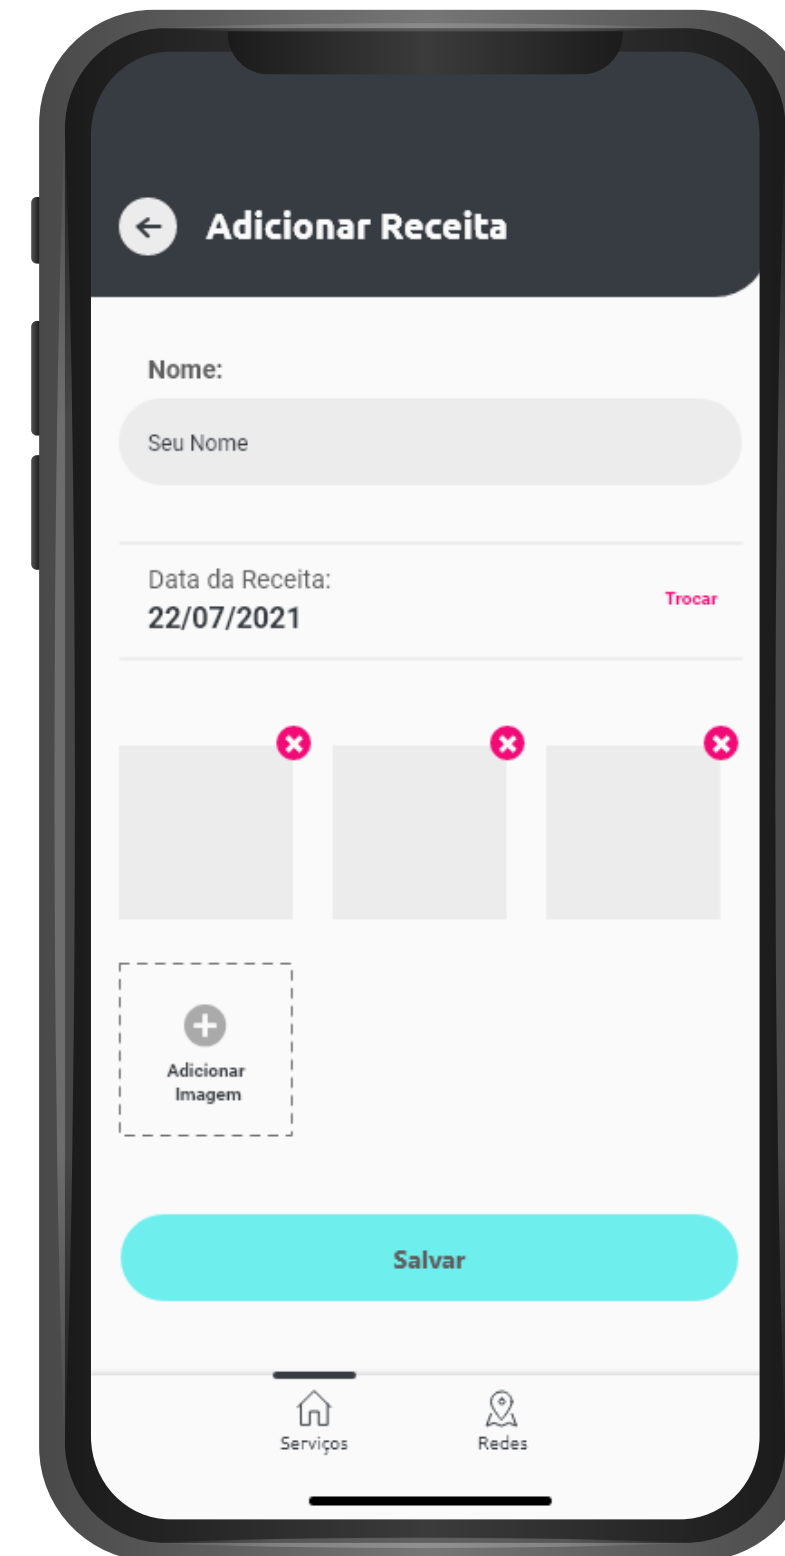 Adicionar Receita
Nome:
Seu Nome
Data da Receita:
22/07/2021
Trocar
Adicionar
Imagem
Salvar
Serviços
Redes